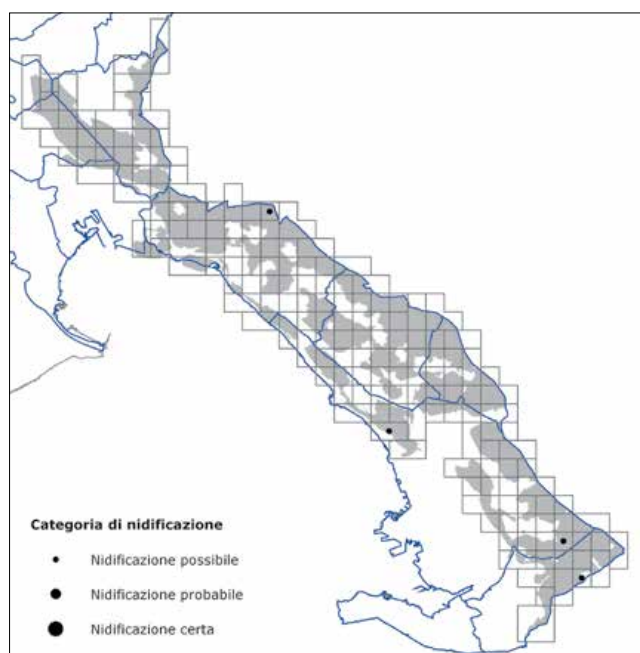 Categoria di nidificazione
Nidificazione possibile
Nidificazione probabile
Nidificazione certa